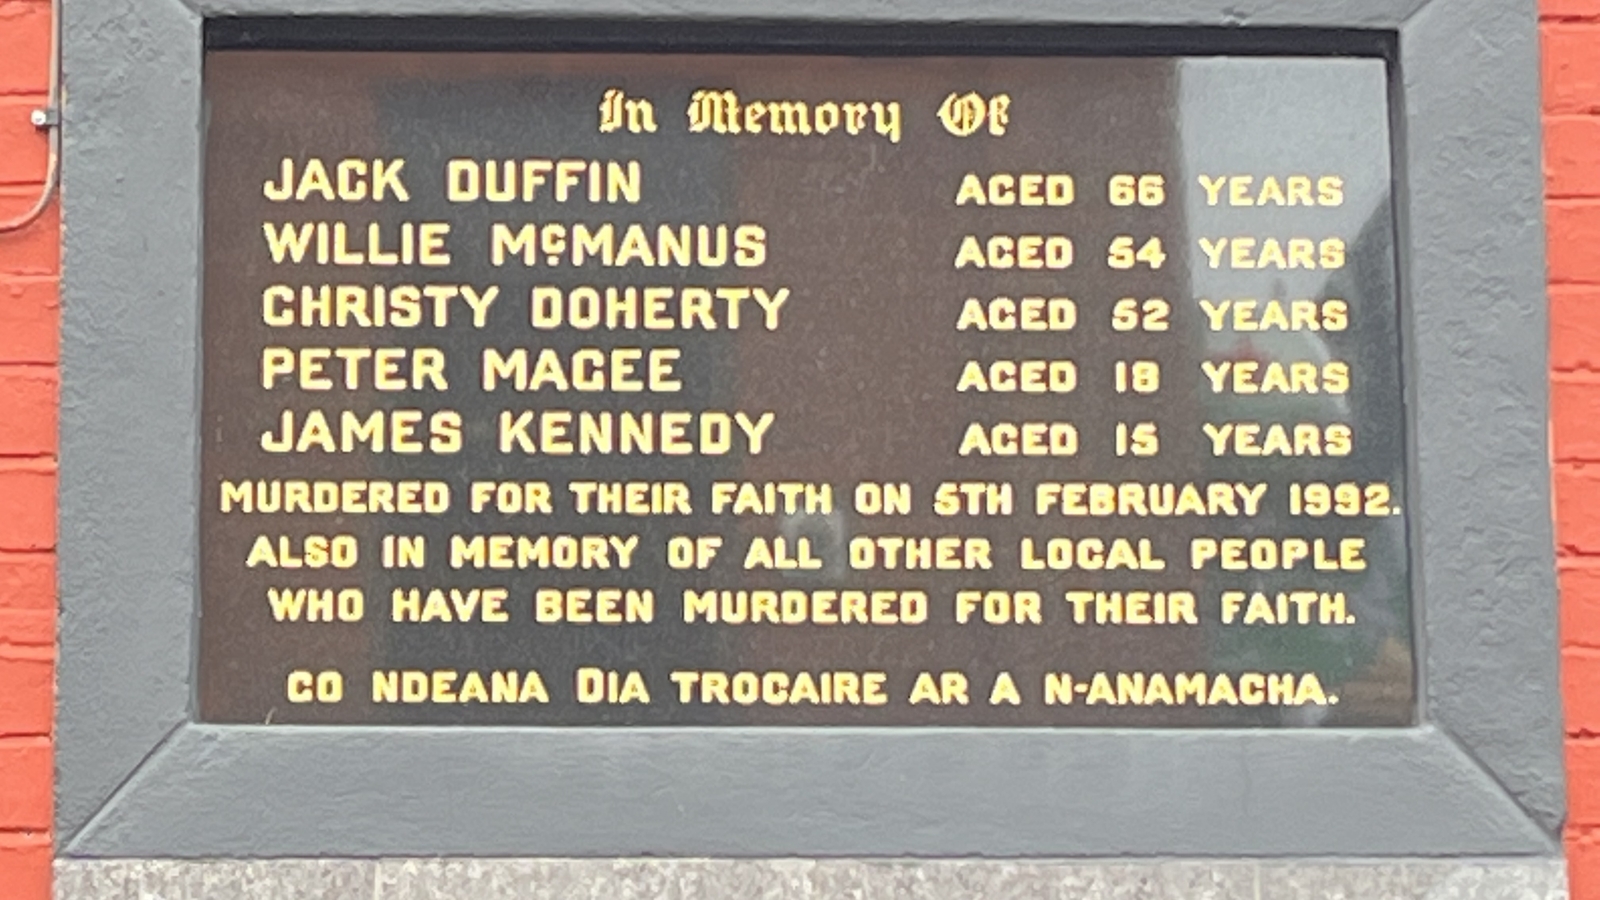 In Memory Of
JACK DUFFIN AGED 66 YEARS
WILLIE McMANUS AGED 54 YEARS
CHRISTY DOHERTY AGED 52 YEARS
PETER MAGEE AGED 18 YEARS
JAMES KENNEDY AGED 15 YEARS
MURDERED FOR THEIR FAITH ON 5TH FEBRUARY 1992.
ALSO IN MEMORY OF ALL OTHER LOCAL PEOPLE
WHO HAVE BEEN MURDERED FOR THEIR FAITH.
GO NDEANA DIA TROCAIRE AR A N-ANAMACHA.